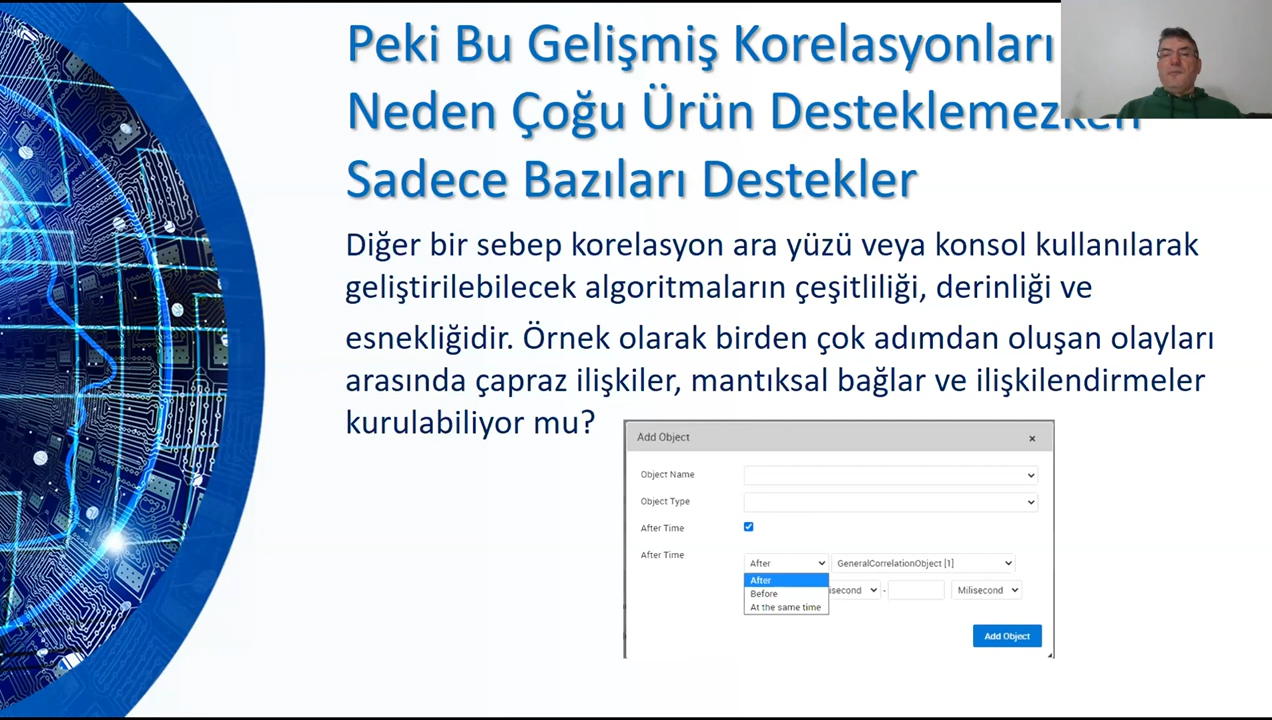 Peki Bu Gelişmiş Korelasyonları
Neden Çoğu Ürün Desteklemezken
Sadece Bazıları Destekler
Diğer bir sebep korelasyon ara yüzü veya konsol kullanılarak
geliştirilebilecek algoritmaların çeşitliliği, derinliği ve
esnekliğidir. Örnek olarak birden çok adımdan oluşan olayları
arasında çapraz ilişkiler, mantıksal bağlar ve ilişkilendirmeler
kurulabiliyor mu?
Add Object ×
Object Name
Object Type
After Time
After Time After GeneralCorrelationObject [1]
After
Before - Milisecond
At the same time
Add Object